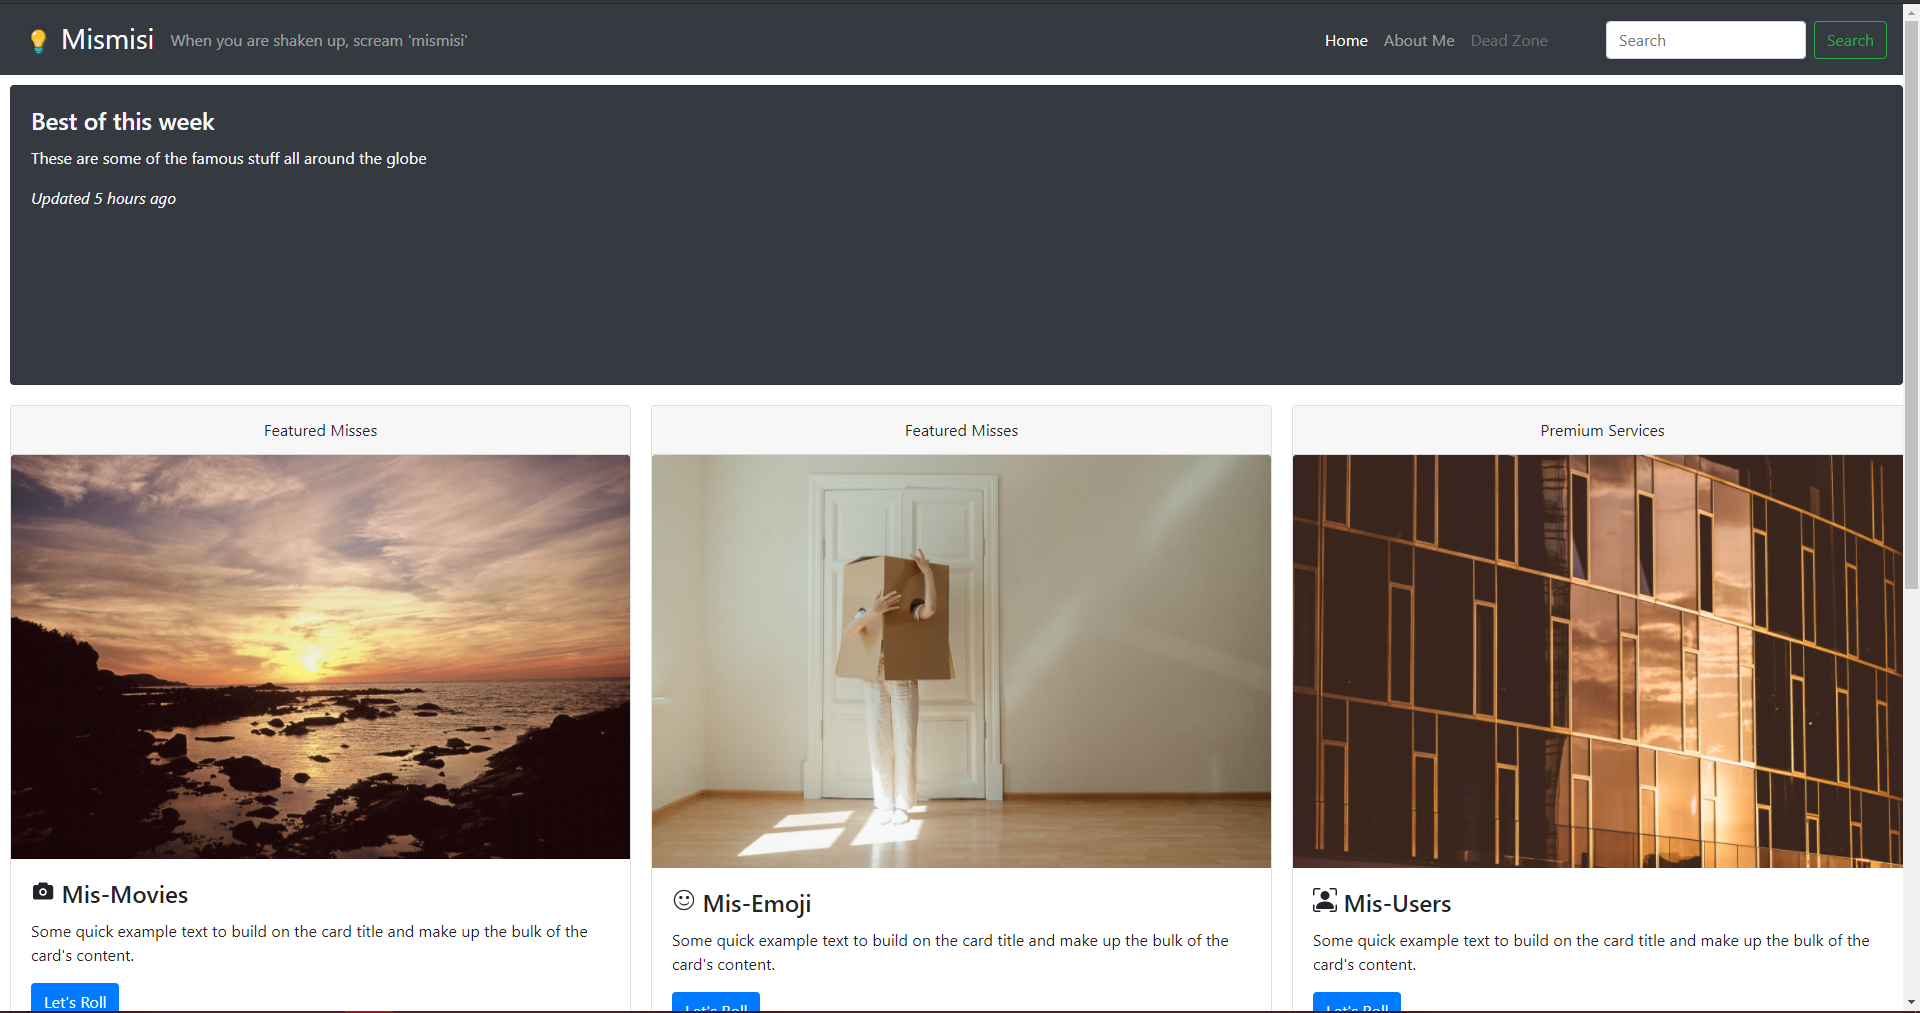 Mismisi When you are shaken up, scream 'mismisi' Home About Me Dead Zone Search Search
Best of this week
These are some of the famous stuff all around the globe
Updated 5 hours ago
Featured Misses
Mis-Movies
Some quick example text to build on the card title and make up the bulk of the
card's content.
Let's Roll
Featured Misses
Mis-Emoji
Some quick example text to build on the card title and make up the bulk of the
card's content.
Let's Roll
Premium Services
Mis-Users
Some quick example text to build on the card title and make up the bulk of the
card's content.
Let's Roll